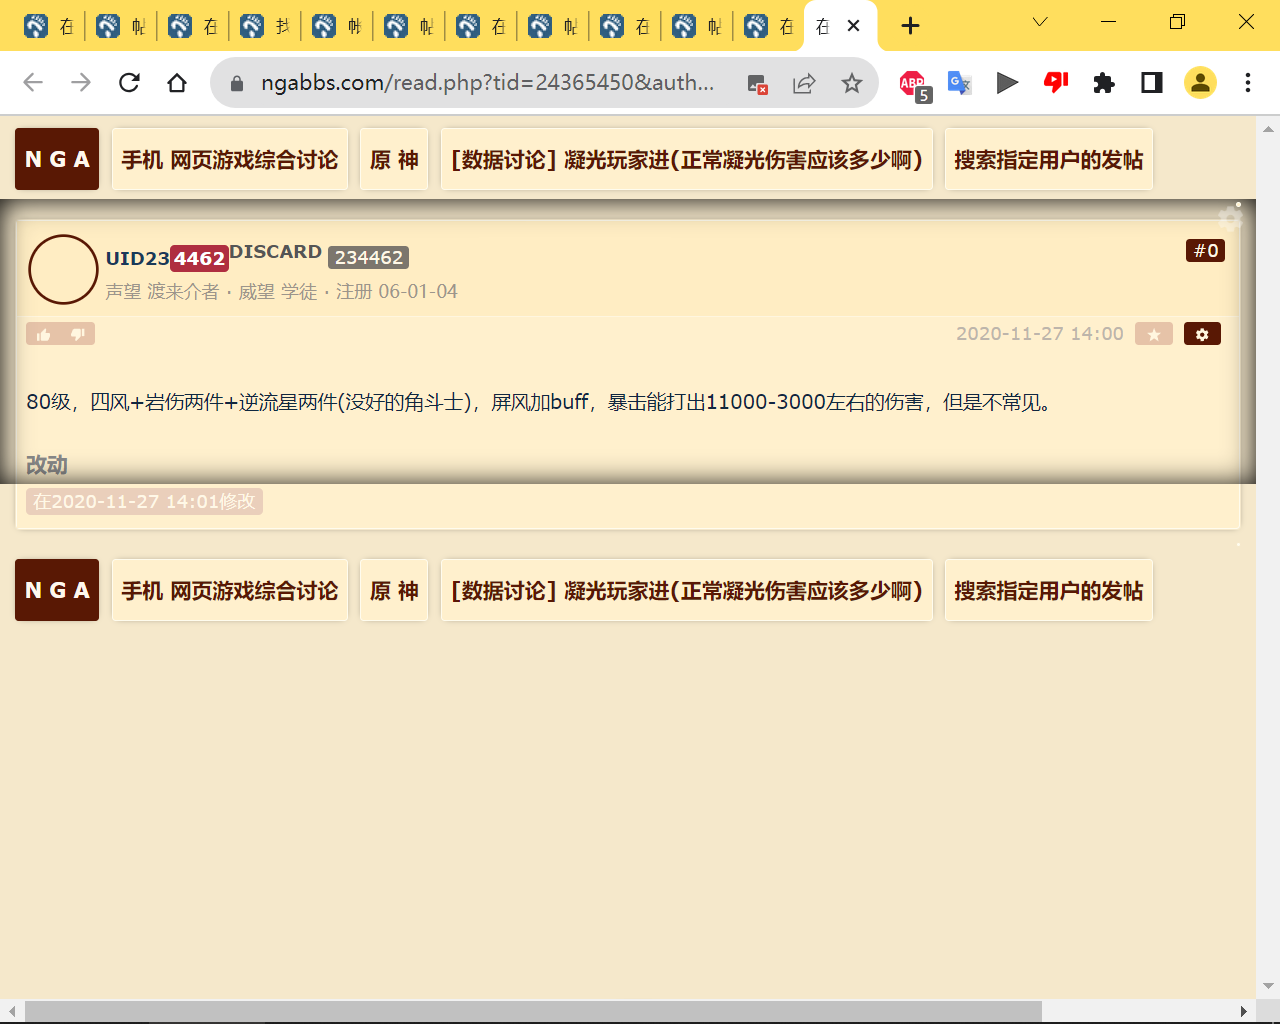 在 帖 在 找 帐 帖 在 帖 在 帖 在 在
ngabbs.com/read.php?tid=24365450&auth...
ABP 5
N G A 手机 网页游戏综合讨论 原 神 [数据讨论] 凝光玩家进(正常凝光伤害应该多少啊) 搜索指定用户的发帖
UID234462 DISCARD 234462 #0
声望 渡来介者 · 威望 学徒 · 注册 06-01-04
2020-11-27 14:00
80级，四风+岩伤两件+逆流星两件(没好的角斗士)，屏风加buff，暴击能打出11000-3000左右的伤害，但是不常见。
改动
在2020-11-27 14:01修改
N G A 手机 网页游戏综合讨论 原 神 [数据讨论] 凝光玩家进(正常凝光伤害应该多少啊) 搜索指定用户的发帖